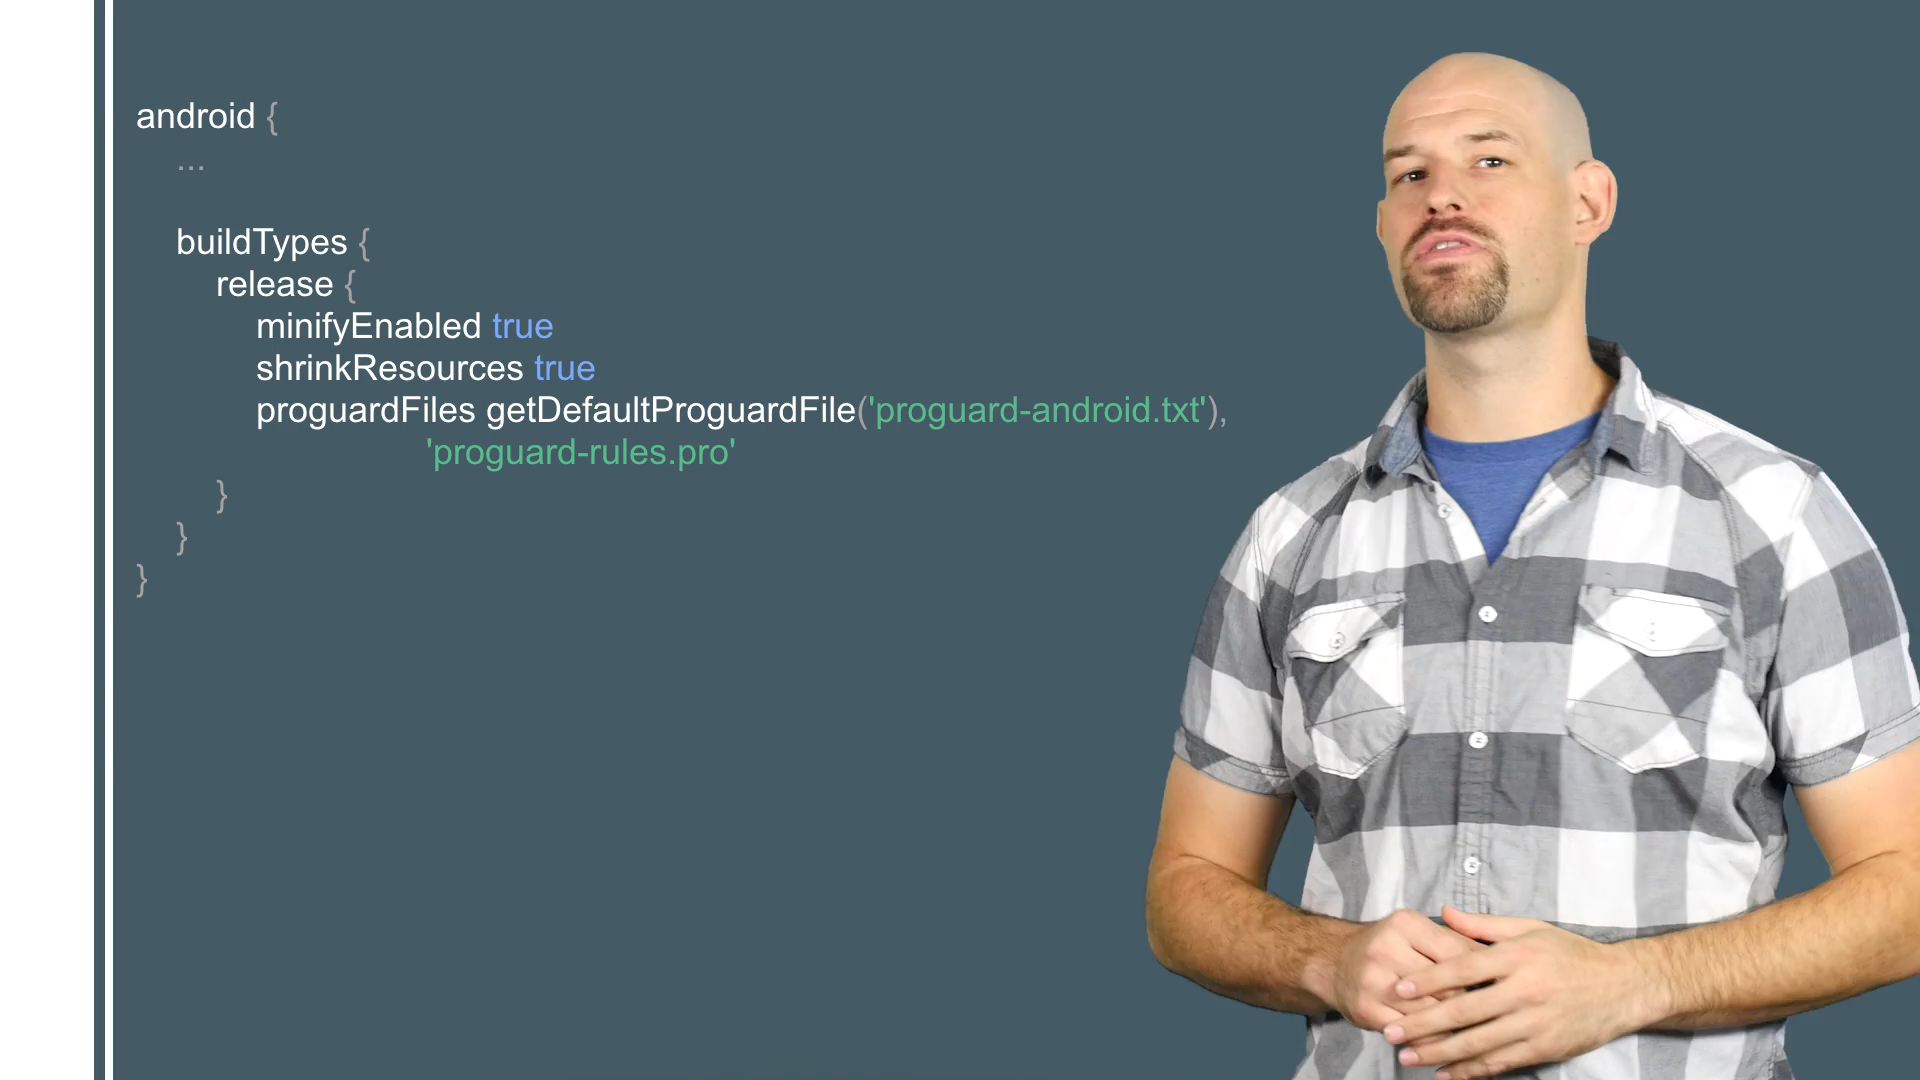 android {
...
buildTypes {
release {
minifyEnabled true
shrinkResources true
proguardFiles getDefaultProguardFile('proguard-android.txt'),
'proguard-rules.pro'
}
}
}